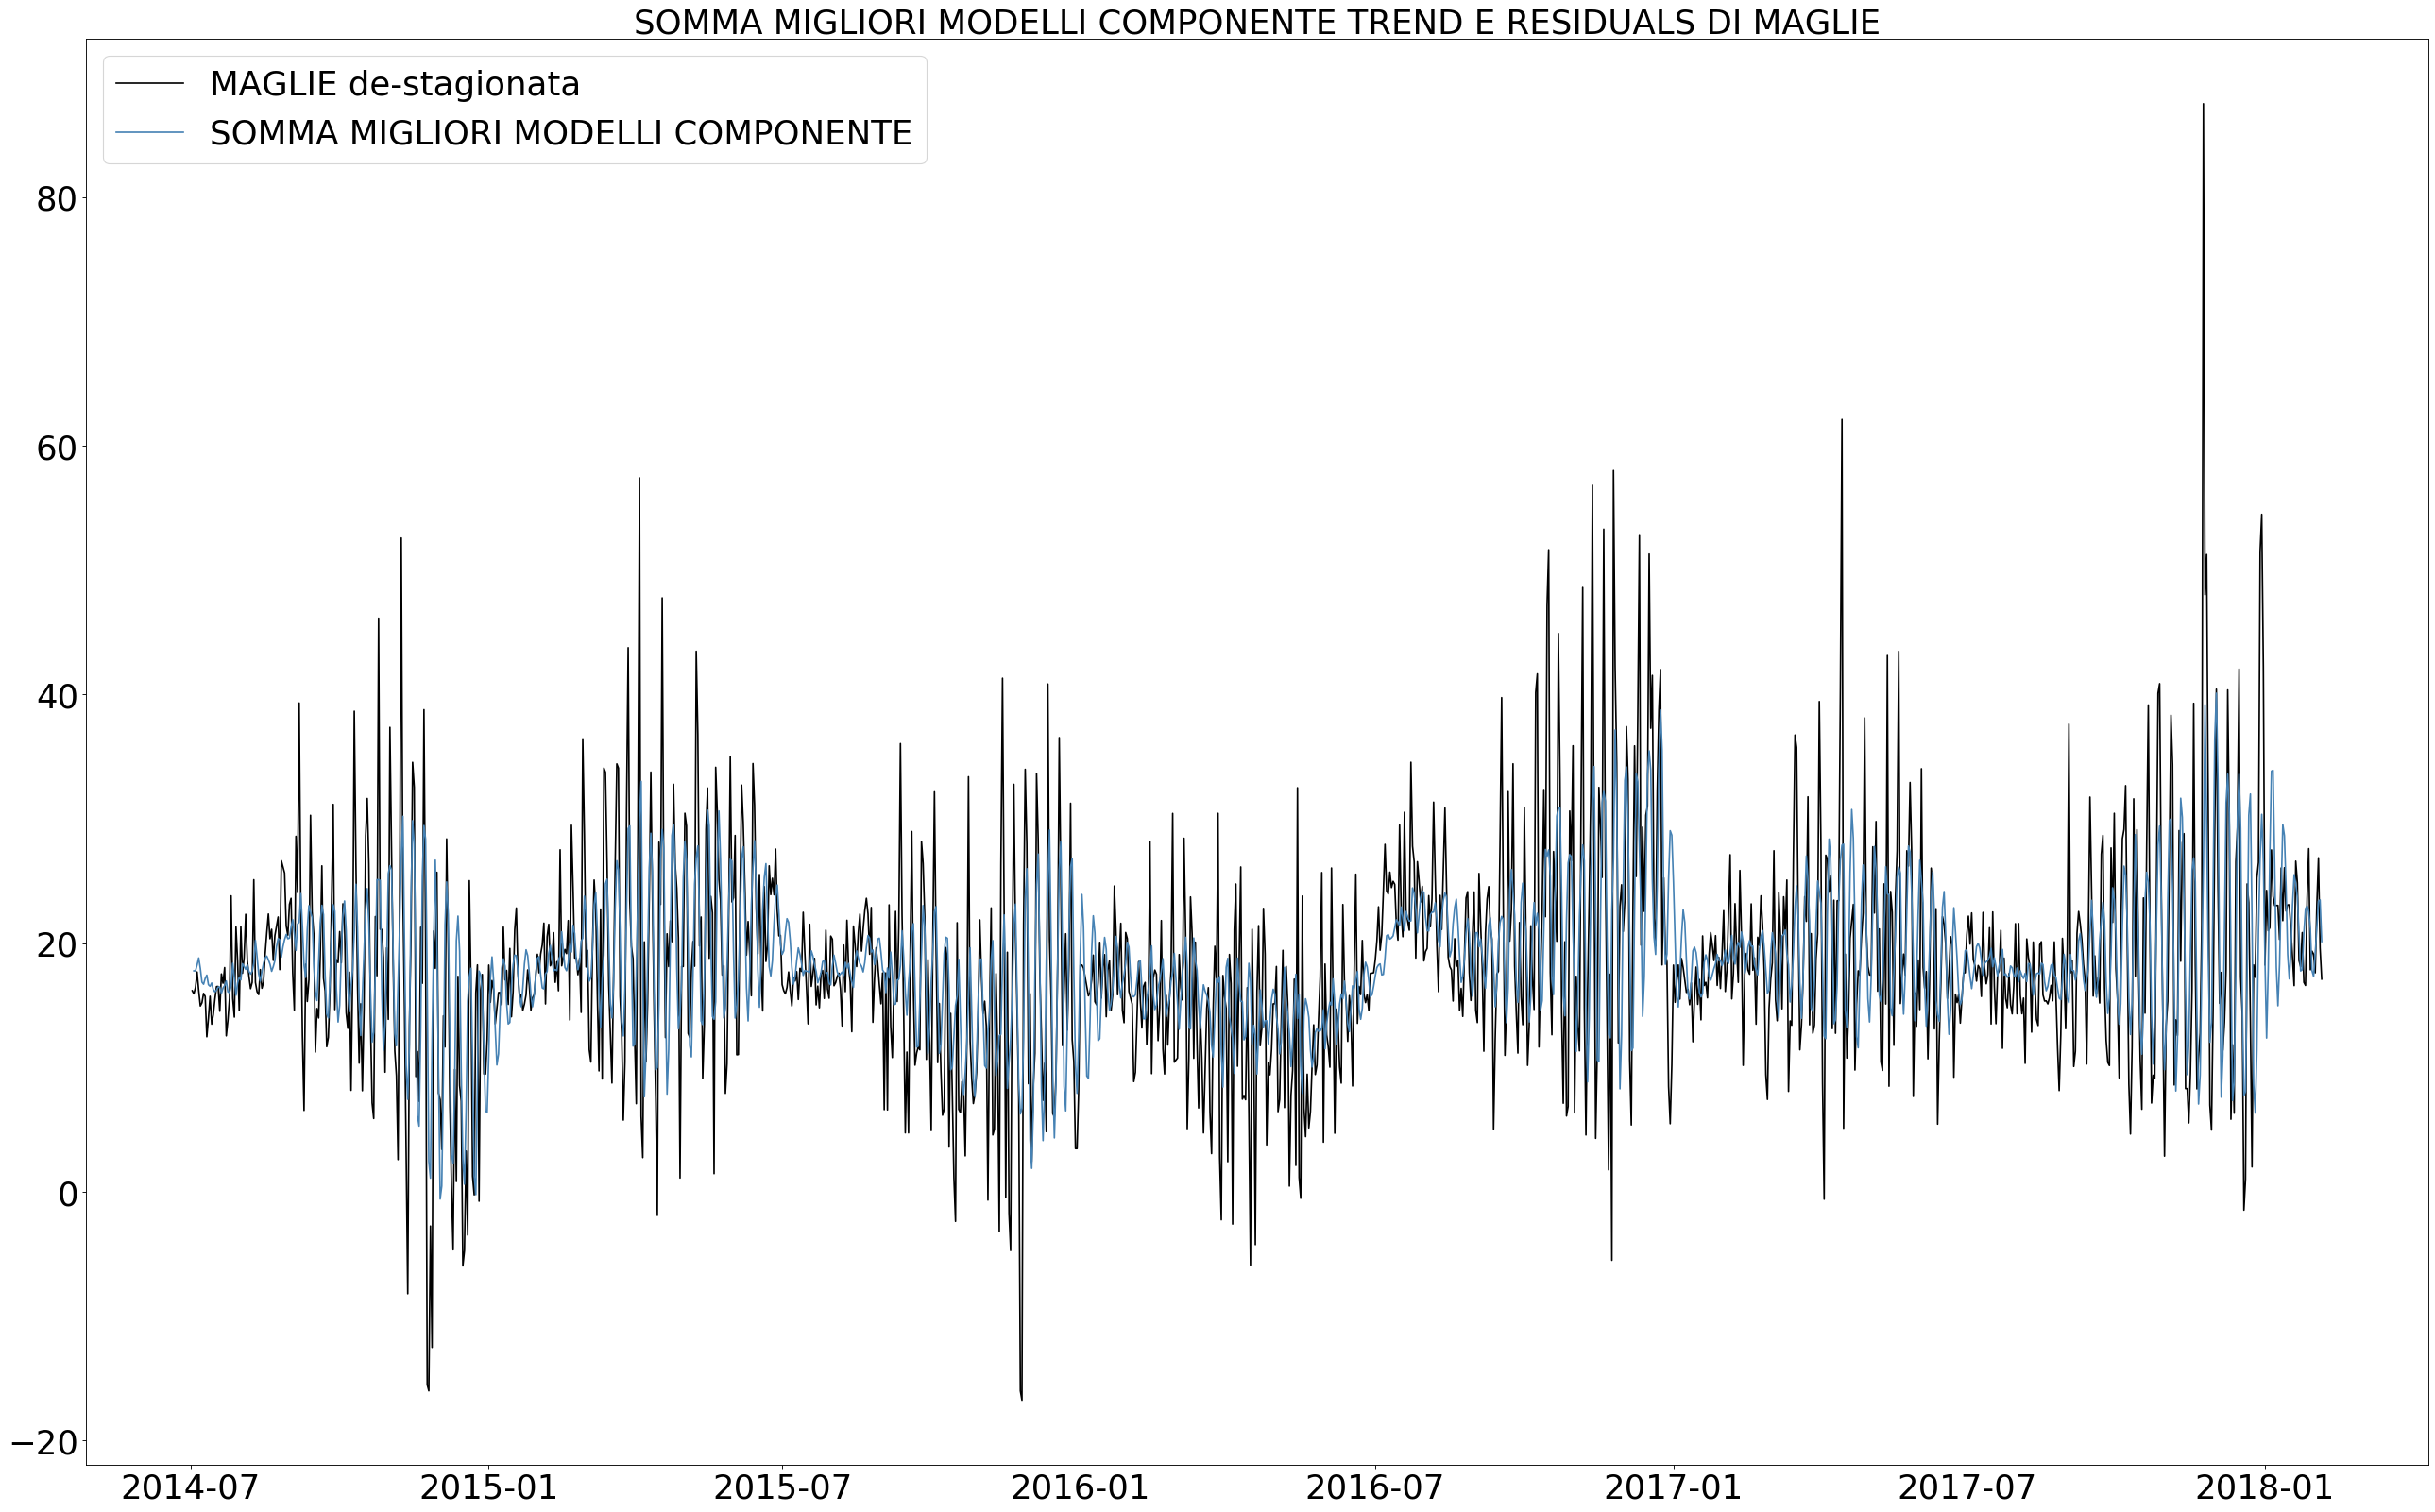 SOMMA MIGLIORI MODELLI COMPONENTE TREND E RESIDUALS DI MAGLIE
MAGLIE de-stagionata
SOMMA MIGLIORI MODELLI COMPONENTE
80
60
40
20
0
−20
2014-07 2015-01 2015-07 2016-01 2016-07 2017-01 2017-07 2018-01